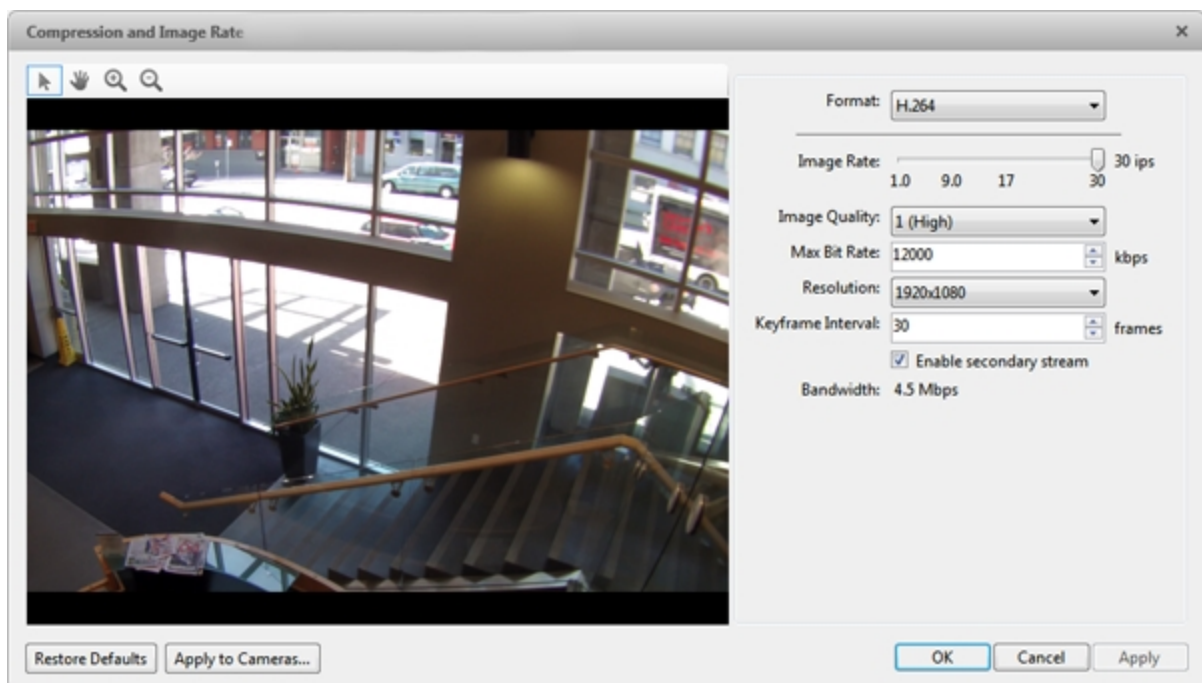 Compression and Image Rate
Format: H.264
Image Rate: 30 ips
1.0 9.0 17 30
Image Quality: 1 (High)
Max Bit Rate: 12000 kbps
Resolution: 1920x1080
Keyframe Interval: 30 frames
Enable secondary stream
Bandwidth: 4.5 Mbps
Restore Defaults Apply to Cameras... OK Cancel Apply